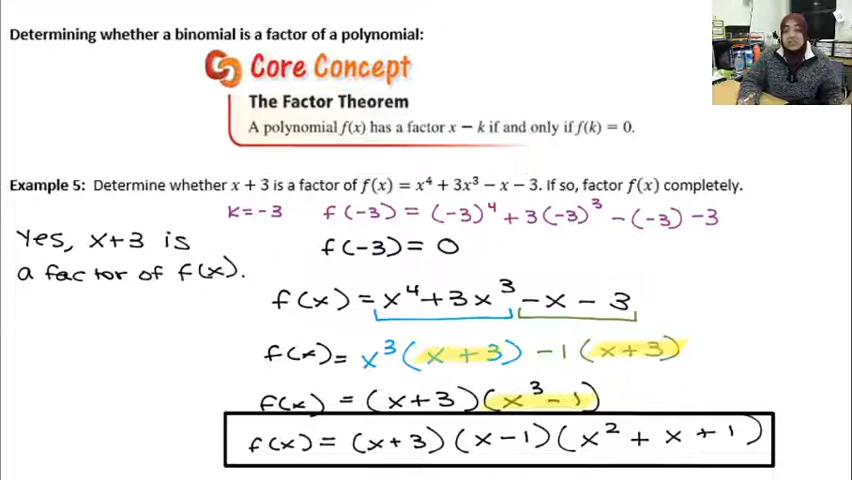 Determining whether a binomial is a factor of a polynomial:
Core Concept
The Factor Theorem
A polynomial f(x) has a factor x − k if and only if f(k) = 0.
Example 5: Determine whether x + 3 is a factor of f(x) = x⁴ + 3x³ − x − 3. If so, factor f(x) completely.
k = -3 f(-3) = (-3)⁴ + 3(-3)³ - (-3) - 3
Yes, x+3 is
f(-3) = 0
a factor of f(x).
f(x) = x⁴ + 3x³ - x - 3
f(x) = x³(x + 3) - 1(x+3)
f(x) = (x+3)(x³ - 1)
f(x) = (x+3)(x-1)(x² + x + 1)